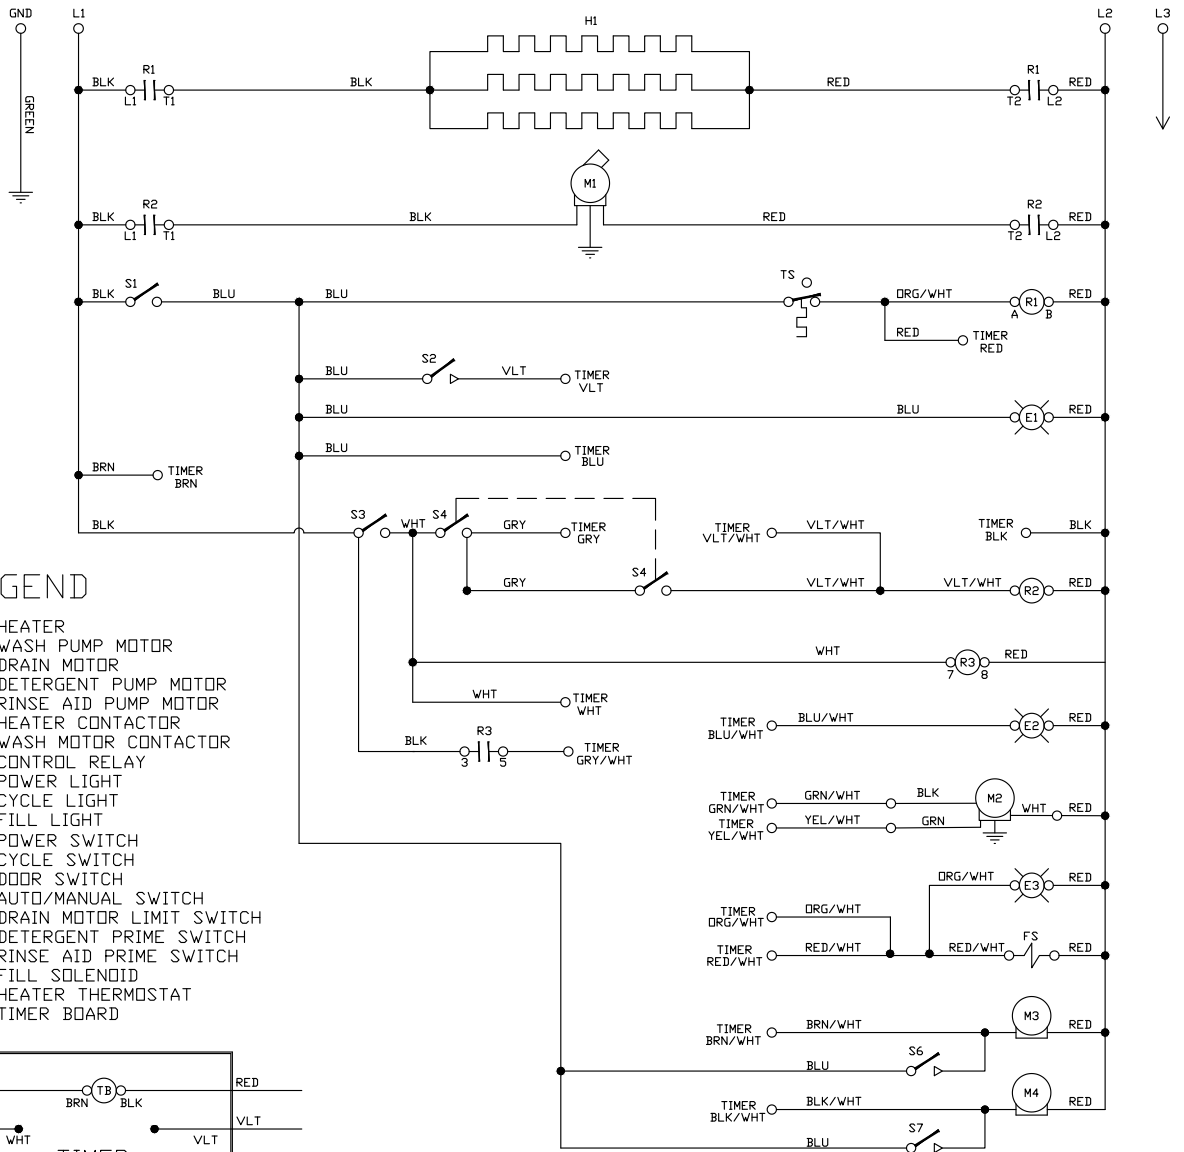 GND
L1
H1
L2
L3
BLK
R1
L1
T1
BLK
RED
R1
T2
L2
RED
GREEN
M1
BLK
R2
L1
T1
BLK
RED
R2
T2
L2
RED
BLK
S1
BLU
BLU
TS
ORG/WHT
R1
A
B
RED
RED
TIMER
RED
BLU
S2
VLT
TIMER
VLT
BLU
BLU
E1
RED
BLU
TIMER
BLU
BRN
TIMER
BRN
BLK
S3
WHT
S4
GRY
TIMER
GRY
TIMER
VLT/WHT
VLT/WHT
TIMER
BLK
BLK
GRY
S4
VLT/WHT
VLT/WHT
R2
RED
WHT
R3
7
8
RED
WHT
TIMER
WHT
TIMER
BLU/WHT
BLU/WHT
E2
RED
BLK
R3
3
5
TIMER
GRY/WHT
TIMER
GRN/WHT
GRN/WHT
BLK
M2
WHT
RED
TIMER
YEL/WHT
YEL/WHT
GRN
ORG/WHT
E3
RED
TIMER
ORG/WHT
ORG/WHT
TIMER
RED/WHT
RED/WHT
RED/WHT
FS
RED
TIMER
BRN/WHT
BRN/WHT
M3
RED
BLU
S6
TIMER
BLK/WHT
BLK/WHT
M4
RED
BLU
S7
GEND
HEATER
WASH PUMP MOTOR
DRAIN MOTOR
DETERGENT PUMP MOTOR
RINSE AID PUMP MOTOR
HEATER CONTACTOR
WASH MOTOR CONTACTOR
CONTROL RELAY
POWER LIGHT
CYCLE LIGHT
FILL LIGHT
POWER SWITCH
CYCLE SWITCH
DOOR SWITCH
AUTO/MANUAL SWITCH
DRAIN MOTOR LIMIT SWITCH
DETERGENT PRIME SWITCH
RINSE AID PRIME SWITCH
FILL SOLENOID
HEATER THERMOSTAT
TIMER BOARD
TB
BRN
BLK
RED
WHT
VLT
VLT
TIMER